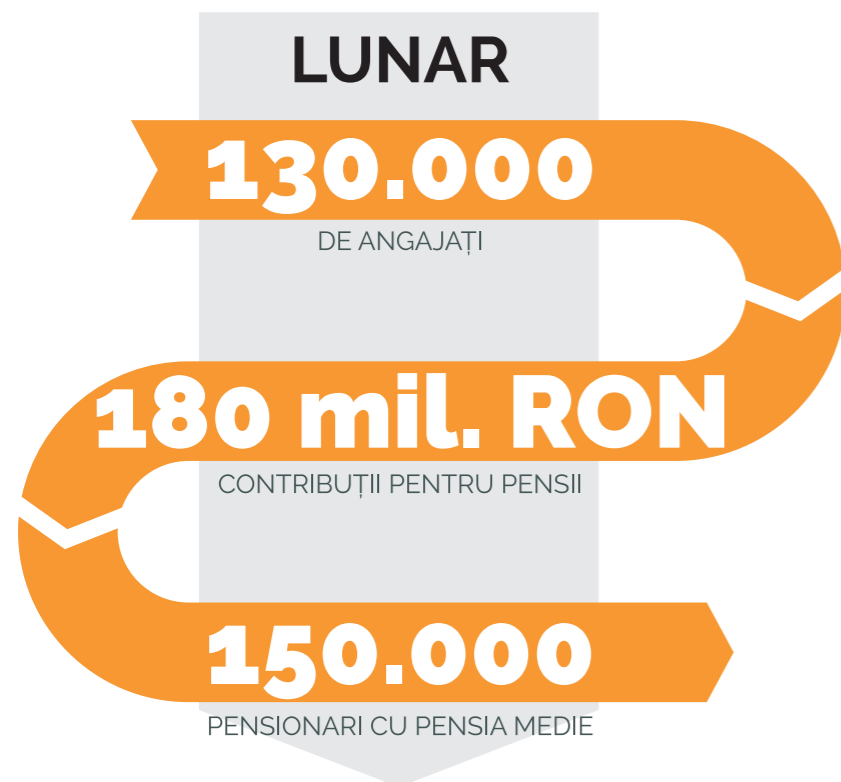 LUNAR
130.000
DE ANGAJAȚI
180 mil. RON
CONTRIBUȚII PENTRU PENSII
150.000
PENSIONARI CU PENSIA MEDIE